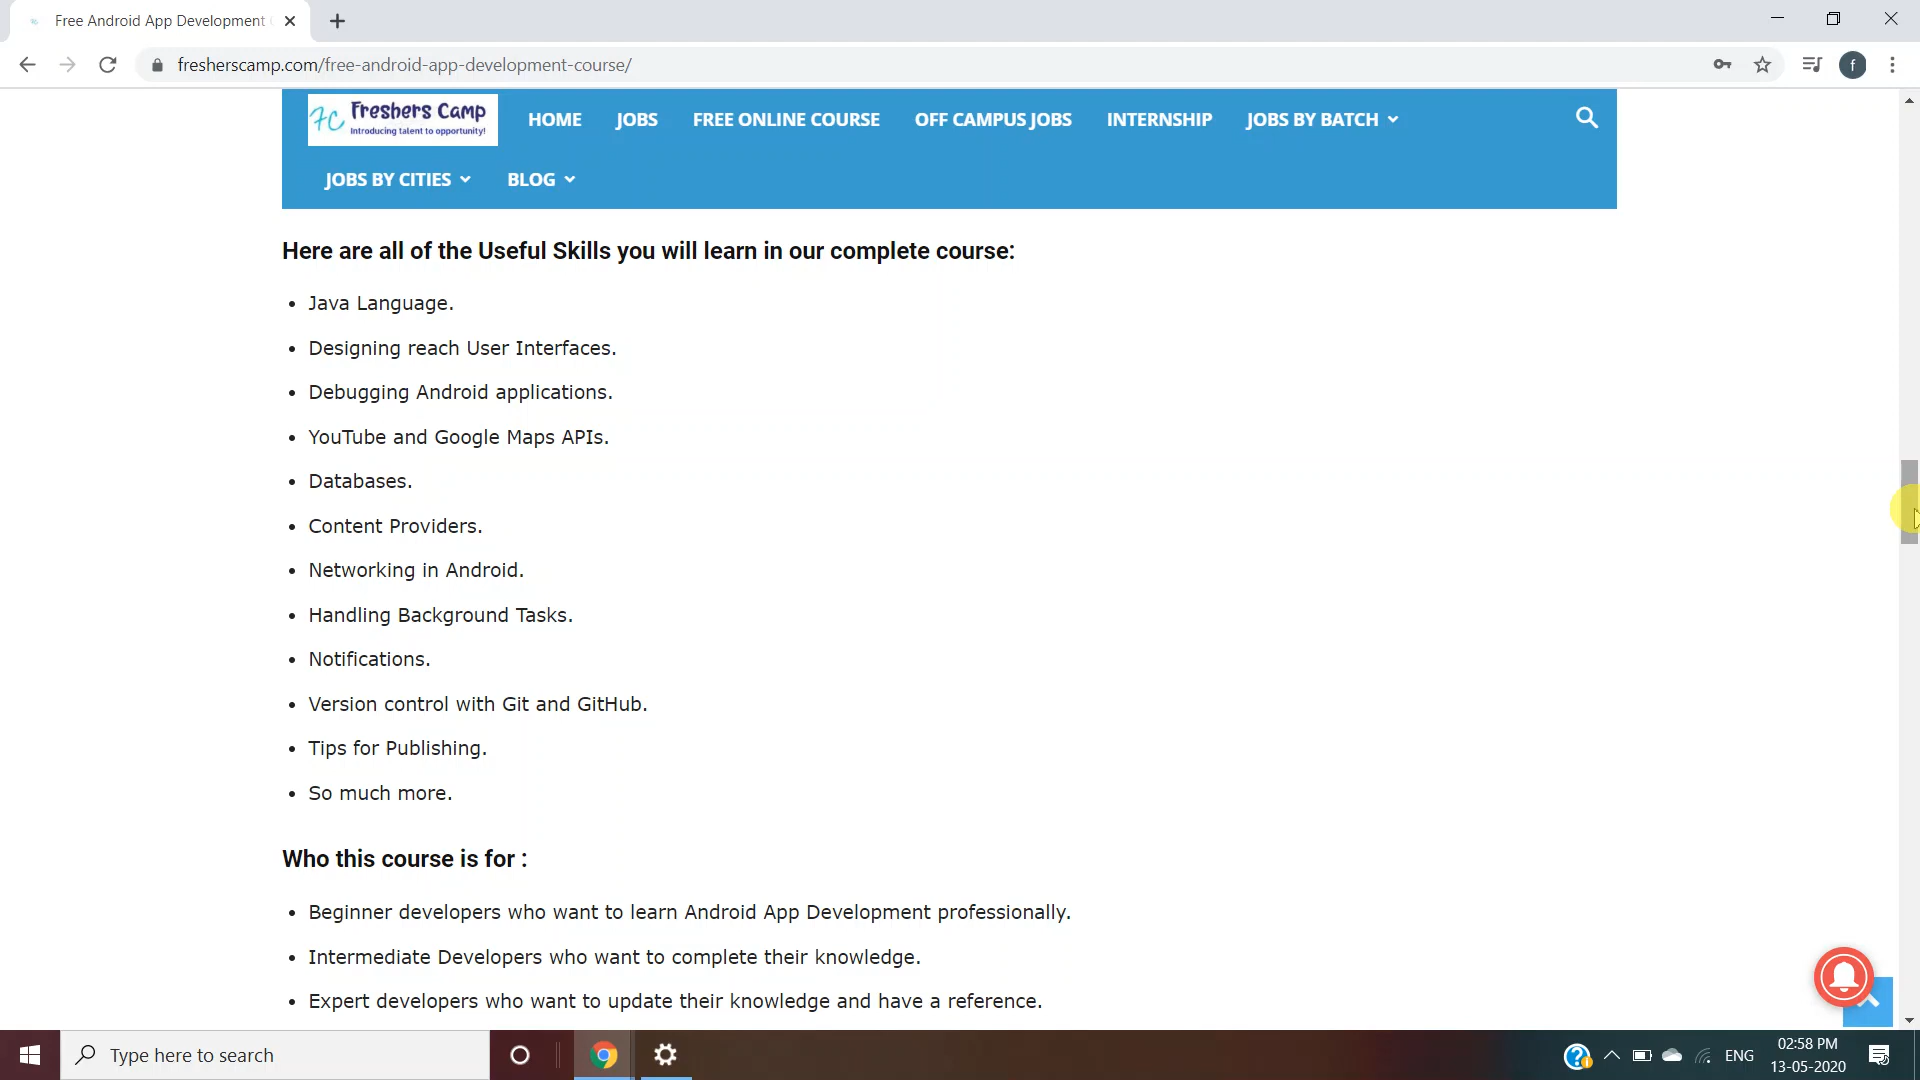 Free Android App Development
fresherscamp.com/free-android-app-development-course/
f
FC Freshers Camp
Introducing talent to opportunity!
HOME JOBS FREE ONLINE COURSE OFF CAMPUS JOBS INTERNSHIP JOBS BY BATCH
JOBS BY CITIES BLOG
Here are all of the Useful Skills you will learn in our complete course:
• Java Language.
• Designing reach User Interfaces.
• Debugging Android applications.
• YouTube and Google Maps APIs.
• Databases.
• Content Providers.
• Networking in Android.
• Handling Background Tasks.
• Notifications.
• Version control with Git and GitHub.
• Tips for Publishing.
• So much more.
Who this course is for :
• Beginner developers who want to learn Android App Development professionally.
• Intermediate Developers who want to complete their knowledge.
• Expert developers who want to update their knowledge and have a reference.
Type here to search
ENG
02:58 PM
13-05-2020